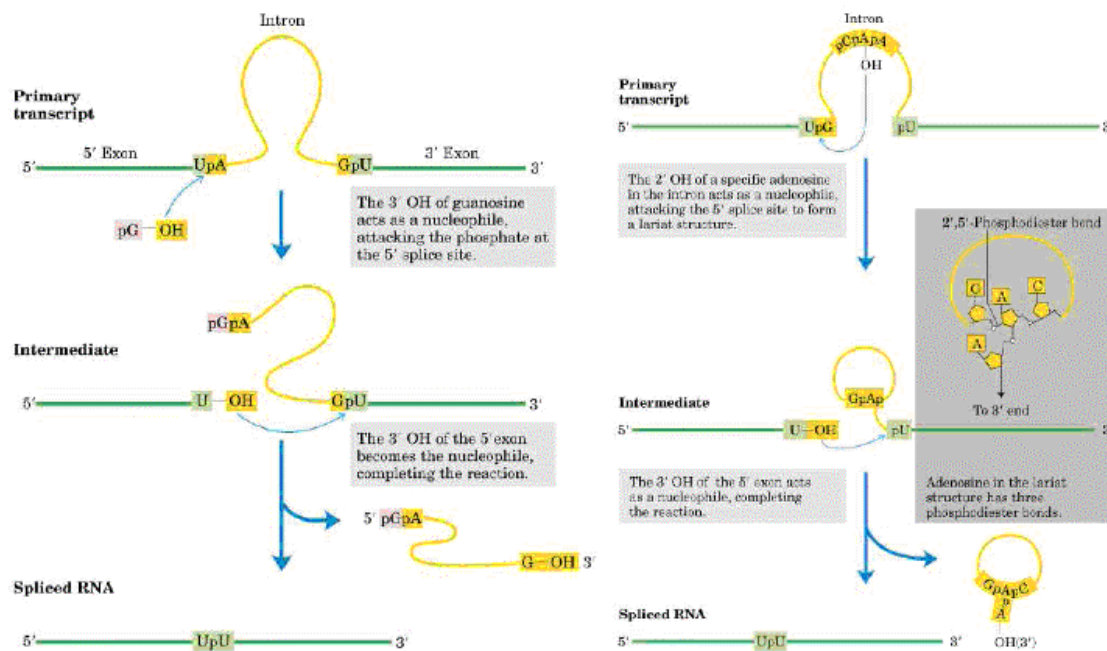 Intron
Primary
transcript
5′ Exon
3′ Exon
5′
UpA
GpU
3′
pG
OH
The 3′ OH of guanosine
acts as a nucleophile,
attacking the phosphate at
the 5′ splice site.
pGpA
Intermediate
5′
U
OH
GpU
3′
The 3′ OH of the 5′ exon
becomes the nucleophile,
completing the reaction.
5′ pGpA
G
OH 3′
Spliced RNA
5′
UpU
3′
Intron
pCpApA
OH
Primary
transcript
5′
UpG
pU
3′
The 2′ OH of a specific adenosine
in the intron acts as a nucleophile,
attacking the 5′ splice site to form
a lariat structure.
2′,5′-Phosphodiester bond
G
A
C
A
To 3′ end
Adenosine in the lariat
structure has three
phosphodiester bonds.
GpAp
Intermediate
5′
U
OH
pU
3′
The 3′ OH of the 5′ exon acts
as a nucleophile, completing
the reaction.
GpApC
p
A
OH(3′)
Spliced RNA
5′
UpU
3′